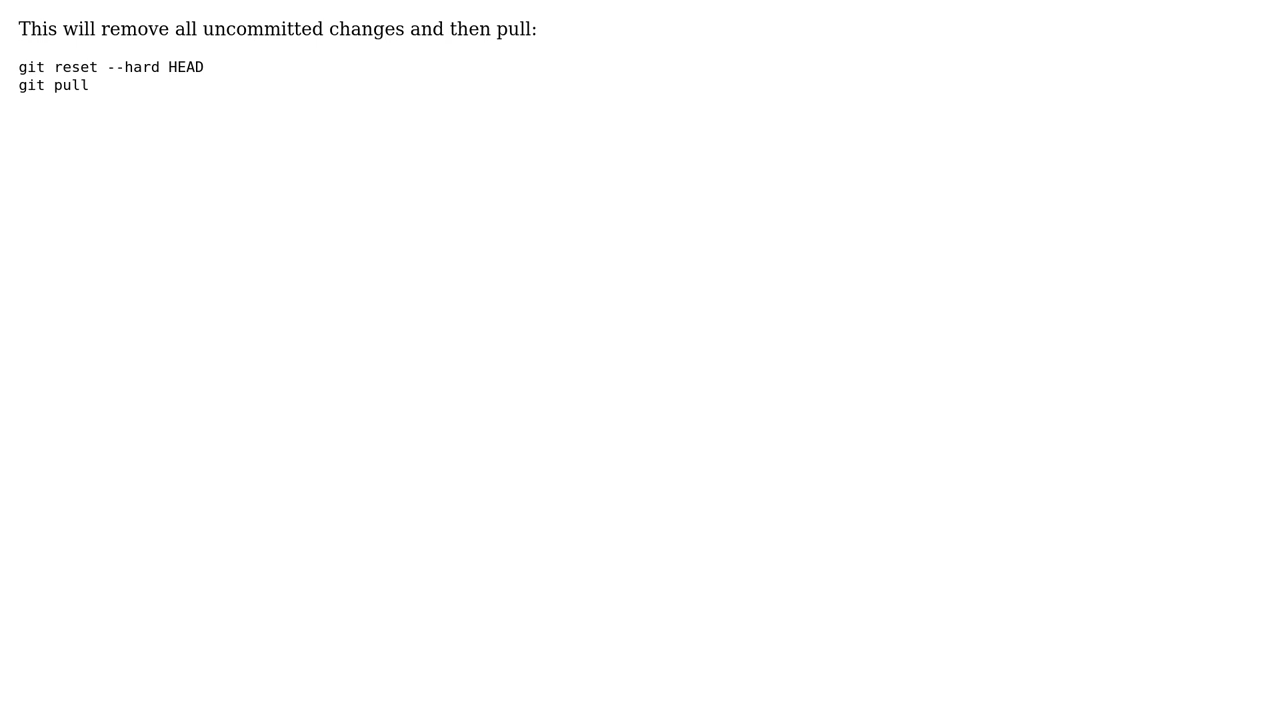 This will remove all uncommitted changes and then pull:
git reset --hard HEAD
git pull